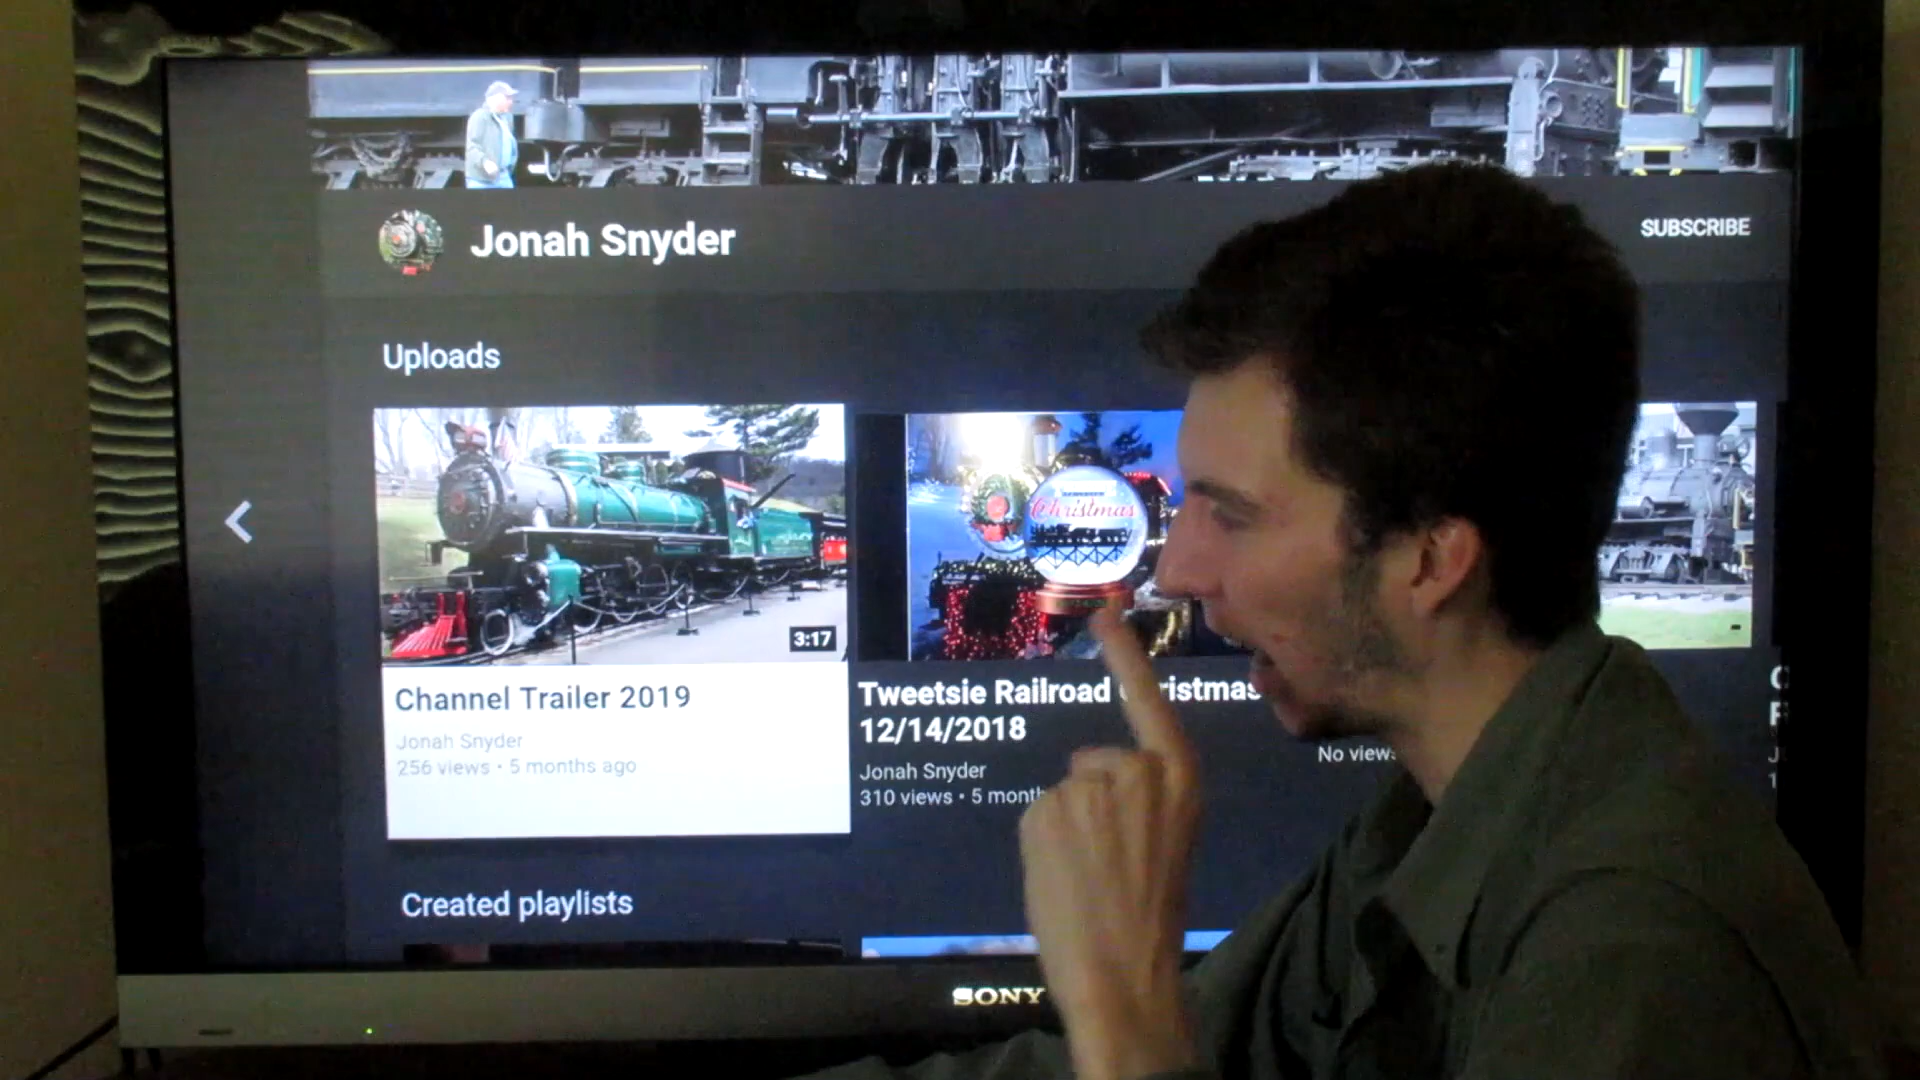 Jonah Snyder
SUBSCRIBE
Uploads
Christmas
3:17
Channel Trailer 2019
Jonah Snyder
256 views • 5 months ago
Tweetsie Railroad
12/14/2018
Jonah Snyder
310 views • 5
No views
Created playlists
SONY